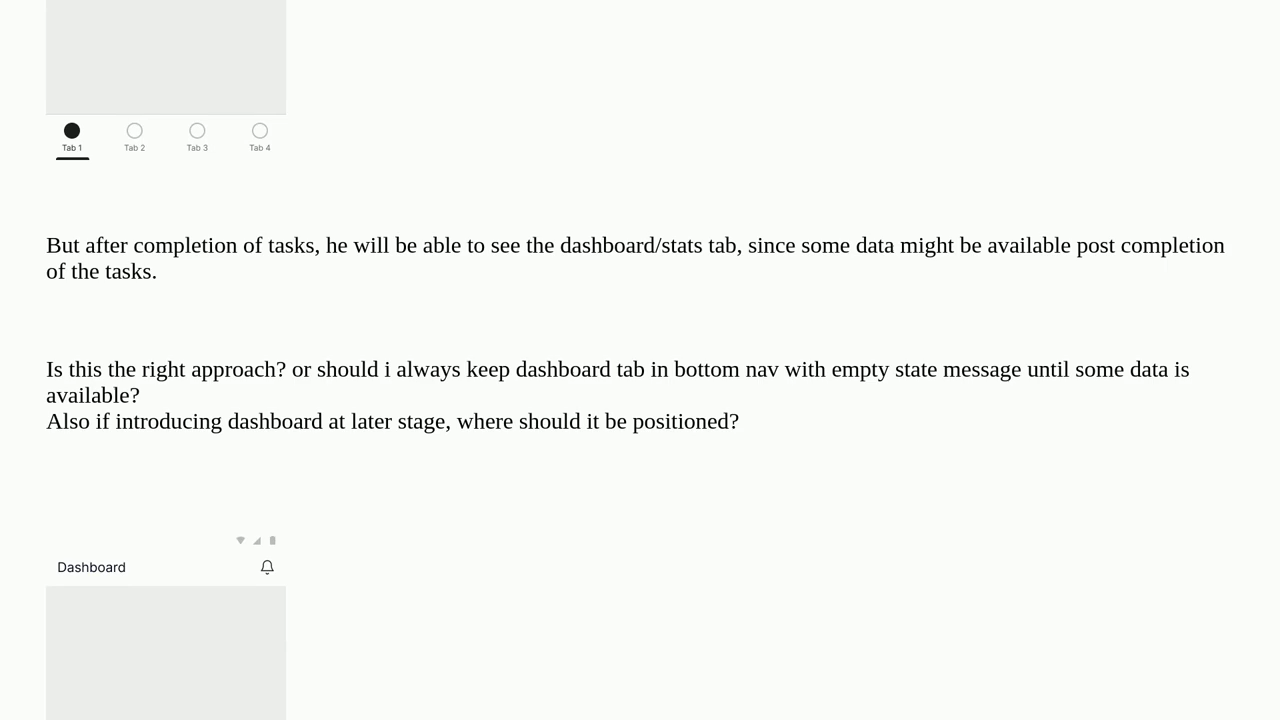 Tab 1 Tab 2 Tab 3 Tab 4
But after completion of tasks, he will be able to see the dashboard/stats tab, since some data might be available post completion
of the tasks.
Is this the right approach? or should i always keep dashboard tab in bottom nav with empty state message until some data is
available?
Also if introducing dashboard at later stage, where should it be positioned?
Dashboard